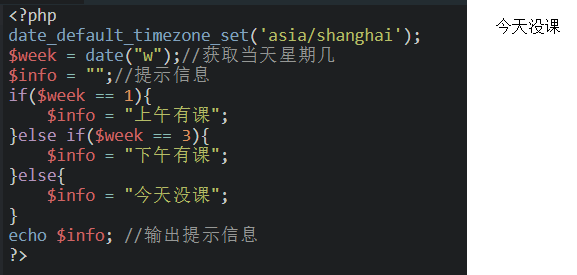 <?php
date_default_timezone_set('asia/shanghai');
$week = date("w");//获取当天星期几
$info = "";//提示信息
if($week == 1){
    $info = "上午有课";
}else if($week == 3){
    $info = "下午有课";
}else{
    $info = "今天没课";
}
echo $info; //输出提示信息
?>
今天没课